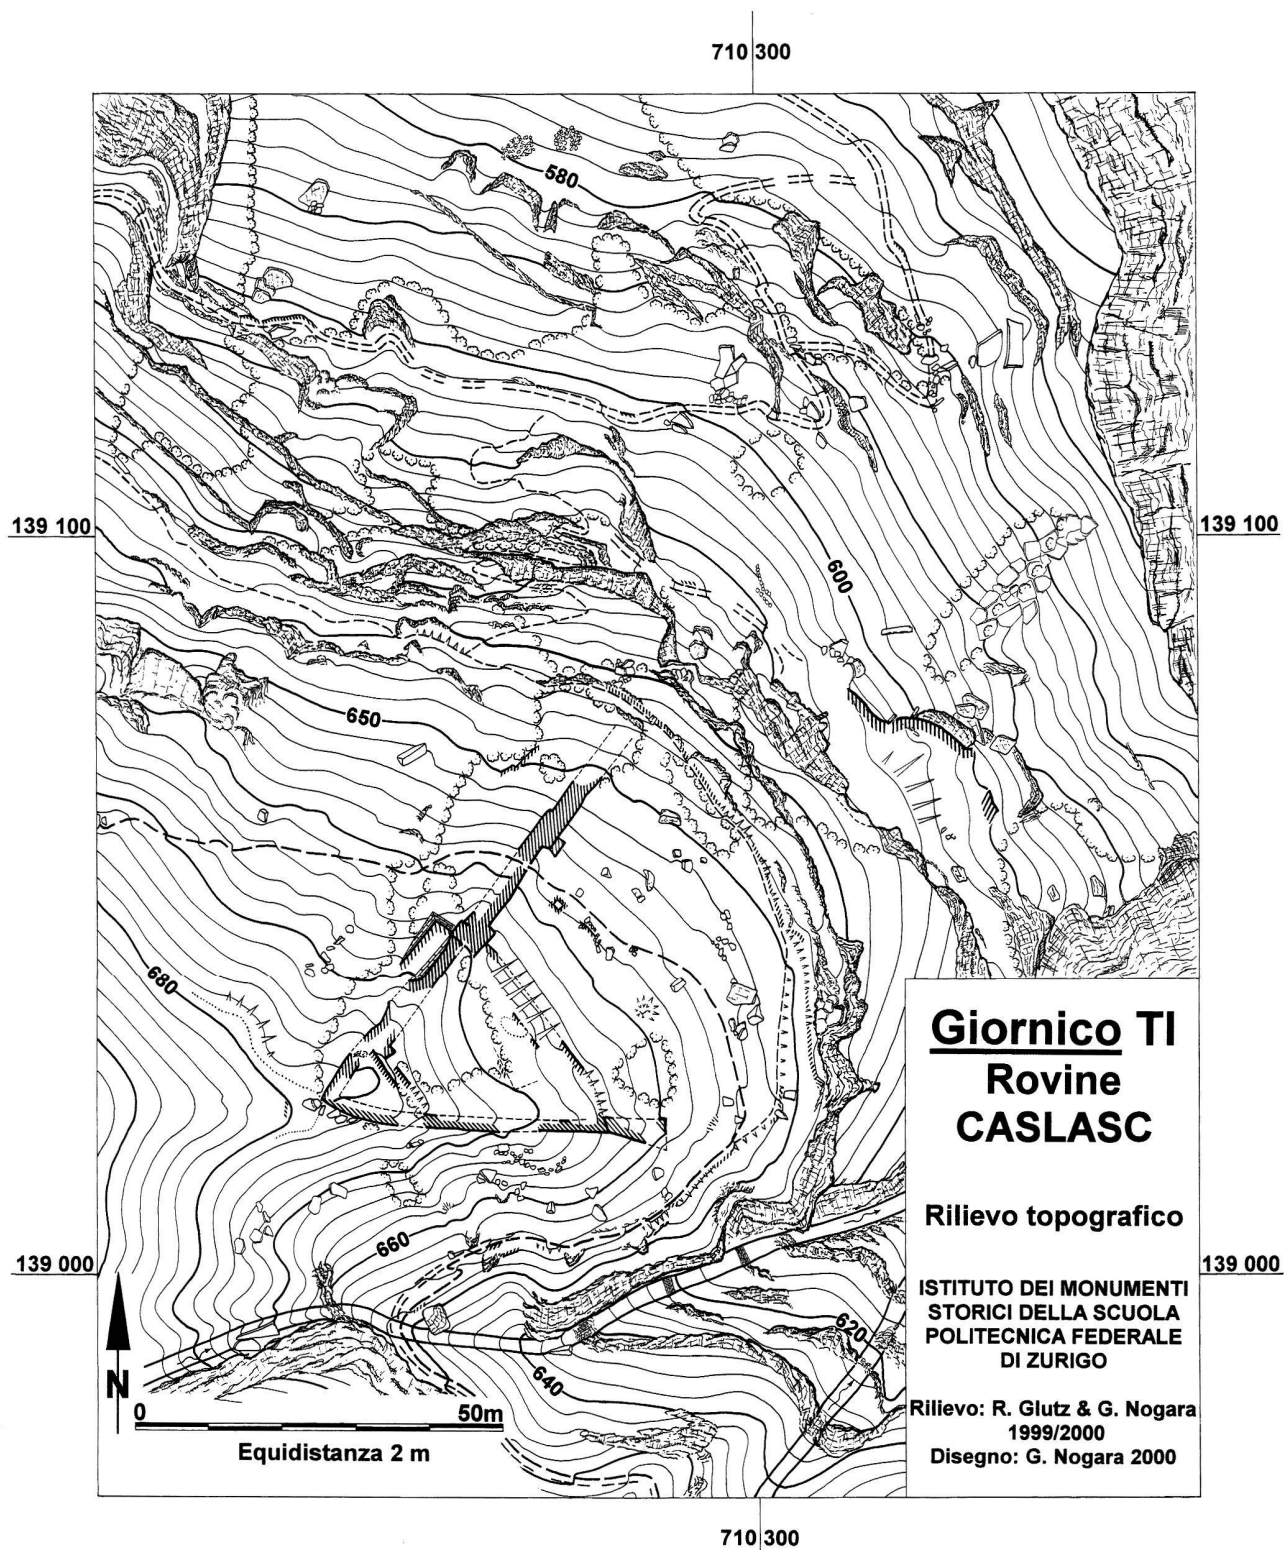 710 300
580
139 100
139 100
600
650
680
Giornico TI
Rovine
CASLASC
Rilievo topografico
660
139 000
139 000
ISTITUTO DEI MONUMENTI
STORICI DELLA SCUOLA
POLITECNICA FEDERALE
DI ZURIGO
620
640
N
0 50m
Equidistanza 2 m
Rilievo: R. Glutz & G. Nogara
1999/2000
Disegno: G. Nogara 2000
710 300